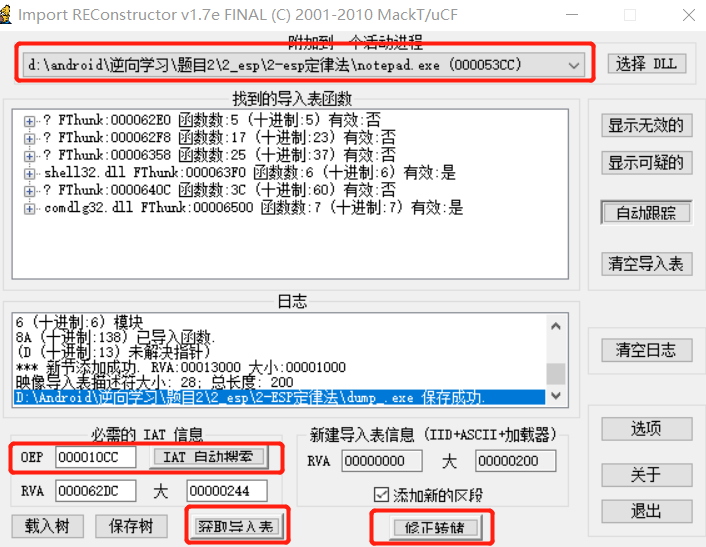 Import REConstructor v1.7e FINAL (C) 2001-2010 MackT/uCF
附加到一个活动进程
d:\android\逆向学习\题目2\2_esp\2-esp定律法\notepad.exe (000053CC)
选择 DLL
找到的导入表函数
? FThunk:000062E0 函数数:5 (十进制:5) 有效:否
? FThunk:000062F8 函数数:17 (十进制:23) 有效:否
? FThunk:00006358 函数数:25 (十进制:37) 有效:否
shell32.dll FThunk:000063F0 函数数:6 (十进制:6) 有效:是
? FThunk:0000640C 函数数:3C (十进制:60) 有效:否
comdlg32.dll FThunk:00006500 函数数:7 (十进制:7) 有效:是
显示无效的
显示可疑的
自动跟踪
清空导入表
日志
6 (十进制:6) 模块
8A (十进制:138) 已导入函数.
(D (十进制:13) 未解决指针)
*** 新节添加成功. RVA:00013000 大小:00001000
映像导入表描述符大小: 28; 总长度: 200
D:\Android\逆向学习\题目2\2_esp\2-ESP定律法\dump_.exe 保存成功.
清空日志
必需的 IAT 信息
OEP 000010CC IAT 自动搜索
RVA 000062DC 大 00000244
载入树 保存树 获取导入表
新建导入表信息 (IID+ASCII+加载器)
RVA 00000000 大 00000200
添加新的区段
修正转储
选项
关于
退出